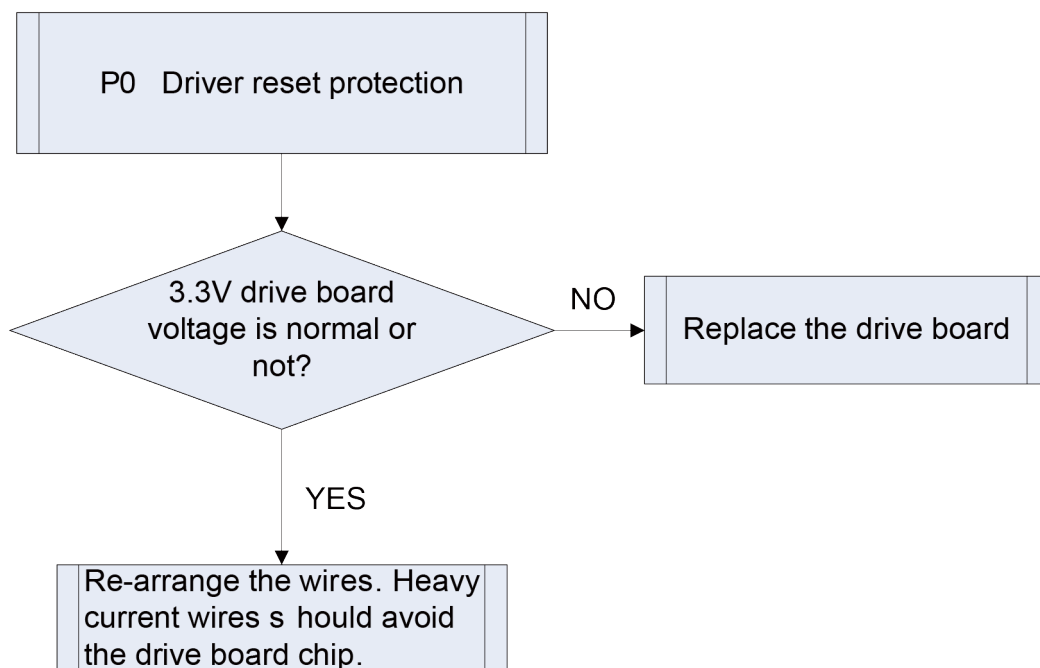 P0 Driver reset protection
3.3V drive board
voltage is normal or
not?
NO
Replace the drive board
YES
Re-arrange the wires. Heavy
current wires s hould avoid
the drive board chip.